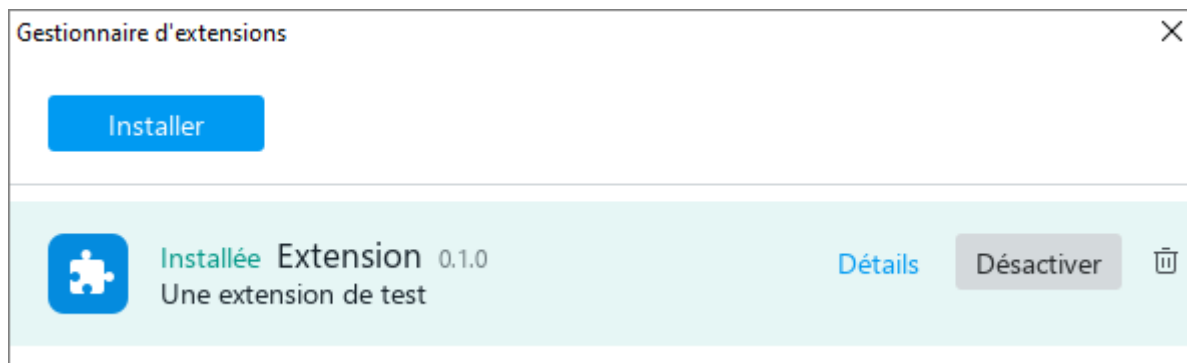 Gestionnaire d'extensions
Installer
Installée Extension 0.1.0
Détails
Désactiver
Une extension de test